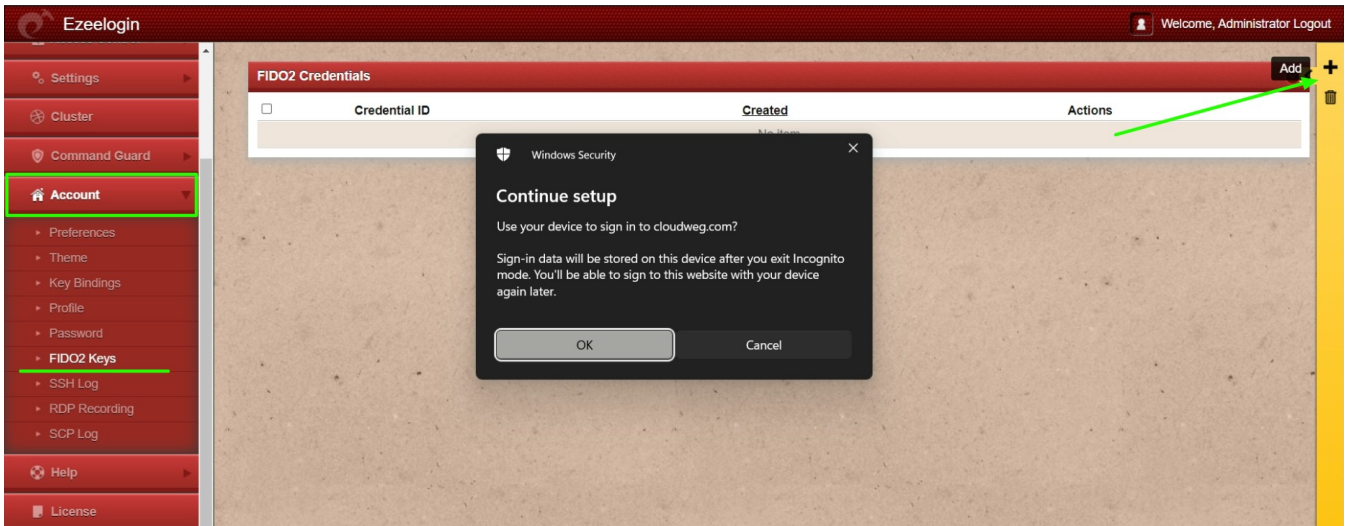 Ezeelogin
Welcome, Administrator Logout
Settings
Cluster
Command Guard
Account
Preferences
Theme
Key Bindings
Profile
Password
FIDO2 Keys
SSH Log
RDP Recording
SCP Log
Help
License
FIDO2 Credentials
Add
Credential ID Created Actions
No item
Windows Security
Continue setup
Use your device to sign in to cloudweg.com?
Sign-in data will be stored on this device after you exit Incognito
mode. You'll be able to sign to this website with your device
again later.
OK Cancel